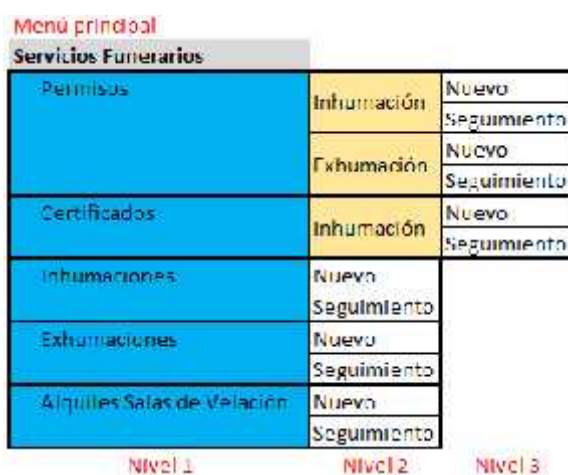 Menú principal
Servicios Funerarios
Permisos
Inhumación
Nuevo
Seguimiento
Exhumación
Nuevo
Seguimiento
Certificados
Inhumación
Nuevo
Seguimiento
Inhumaciones
Nuevo
Seguimiento
Exhumaciones
Nuevo
Seguimiento
Alquiles Salas de Velación
Nuevo
Seguimiento
Nivel 1
Nivel 2
Nivel 3